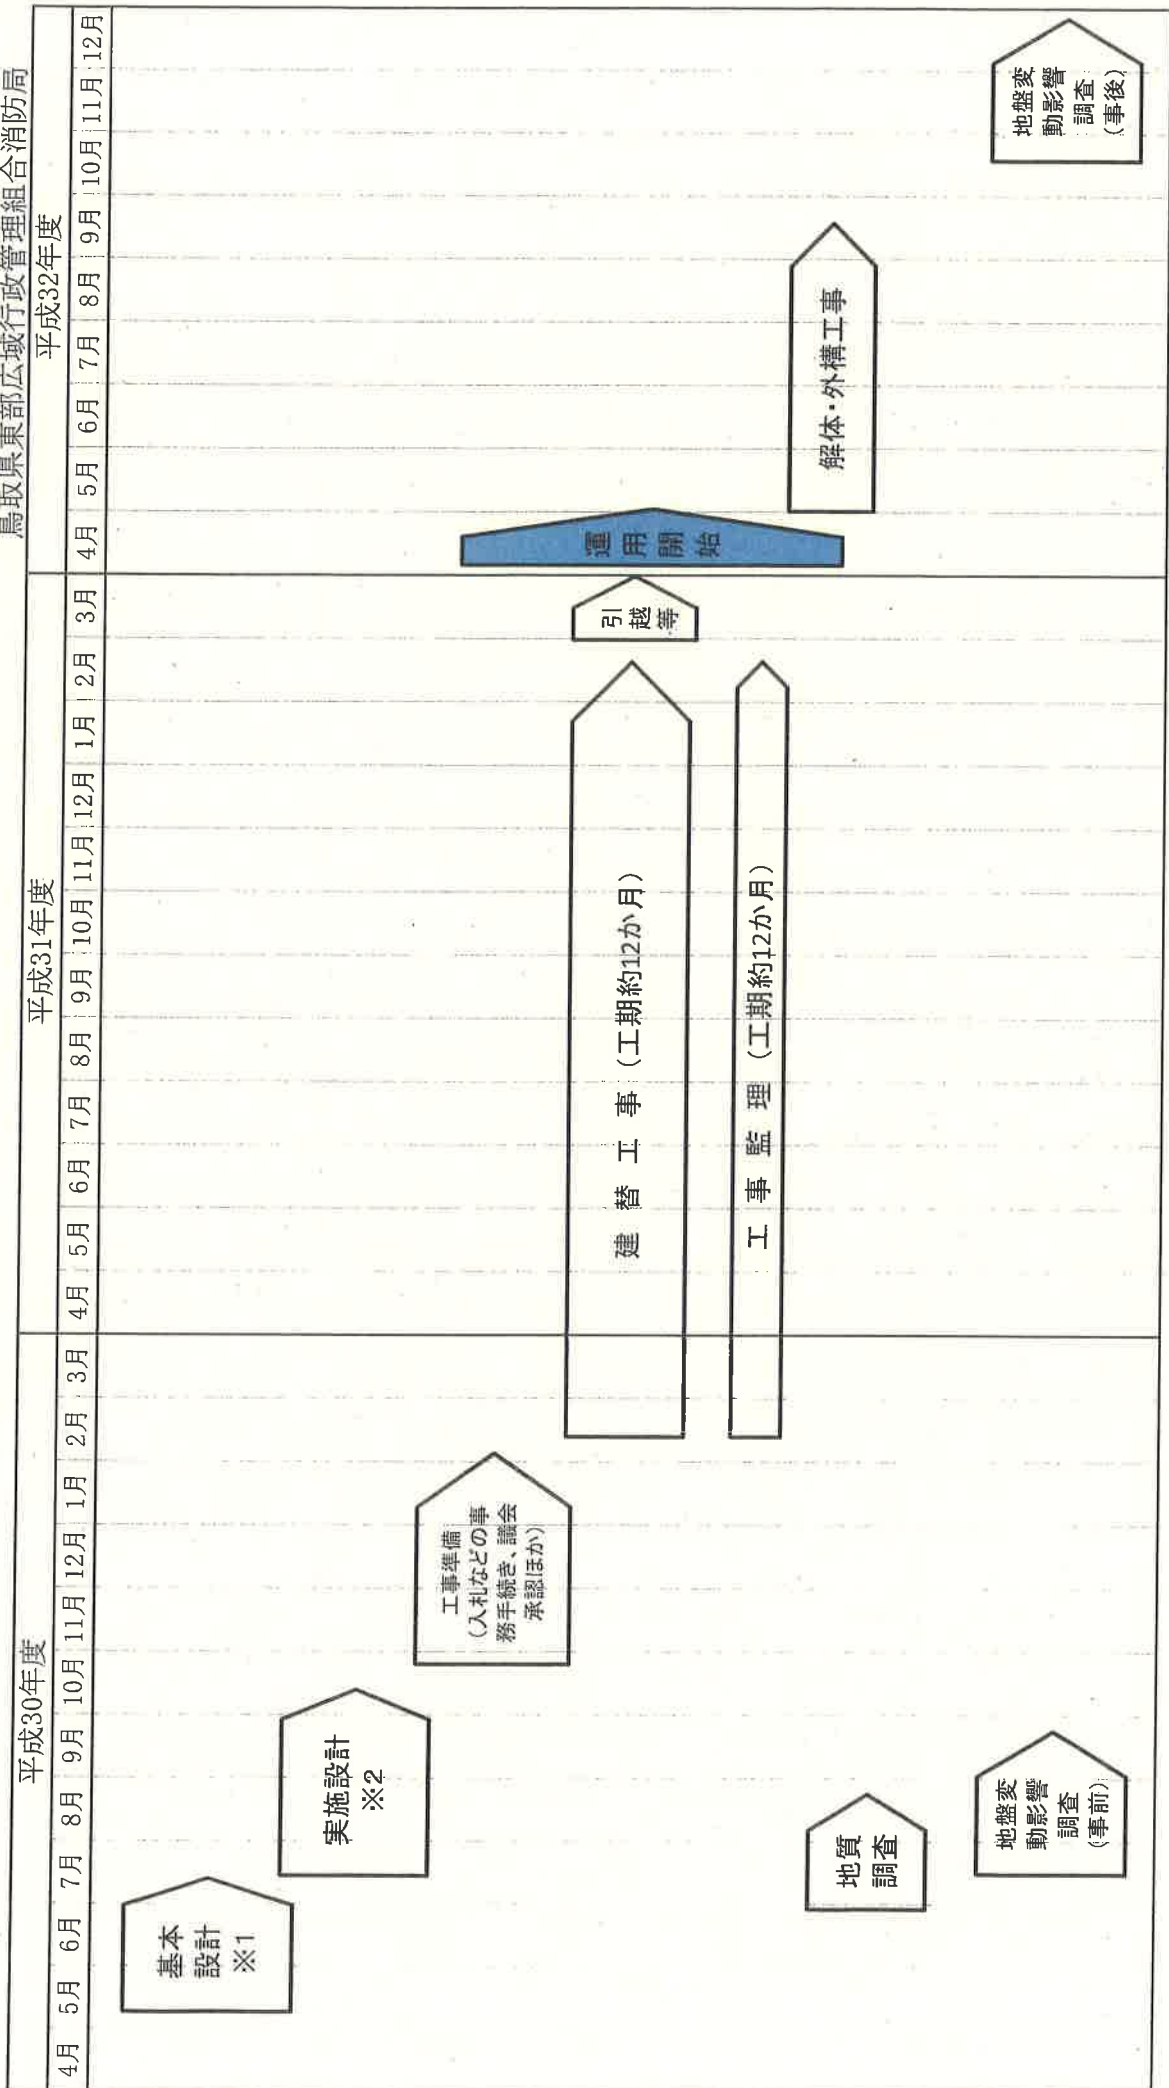 鳥取県東部広域行政管理組合消防局
平成30年度 平成31年度 平成32年度
4月 5月 6月 7月 8月 9月 10月 11月 12月 1月 2月 3月 4月 5月 6月 7月 8月 9月 10月 11月 12月 1月 2月 3月 4月 5月 6月 7月 8月 9月 10月 11月 12月
基本
設計
※1
実施設計
※2
工事準備
(入札などの事
務手続き、議会
承認ほか)
建替工事(工期約12か月)
引
越
等
運
用
開
始
工事監理(工期約12か月)
解体・外構工事
地質
調査
地盤変
動影響
調査
(事前)
地盤変
動影響
調査
(事後)